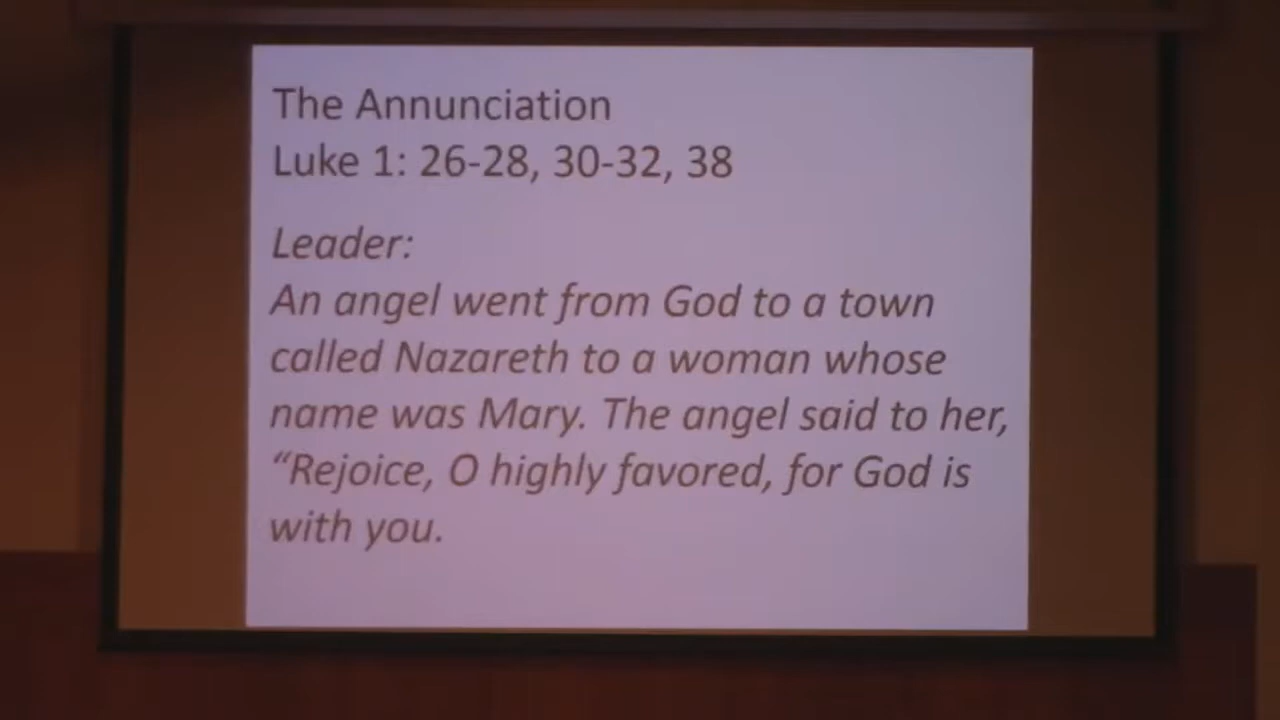 The Annunciation
Luke 1: 26-28, 30-32, 38
Leader:
An angel went from God to a town
called Nazareth to a woman whose
name was Mary. The angel said to her,
“Rejoice, O highly favored, for God is
with you.